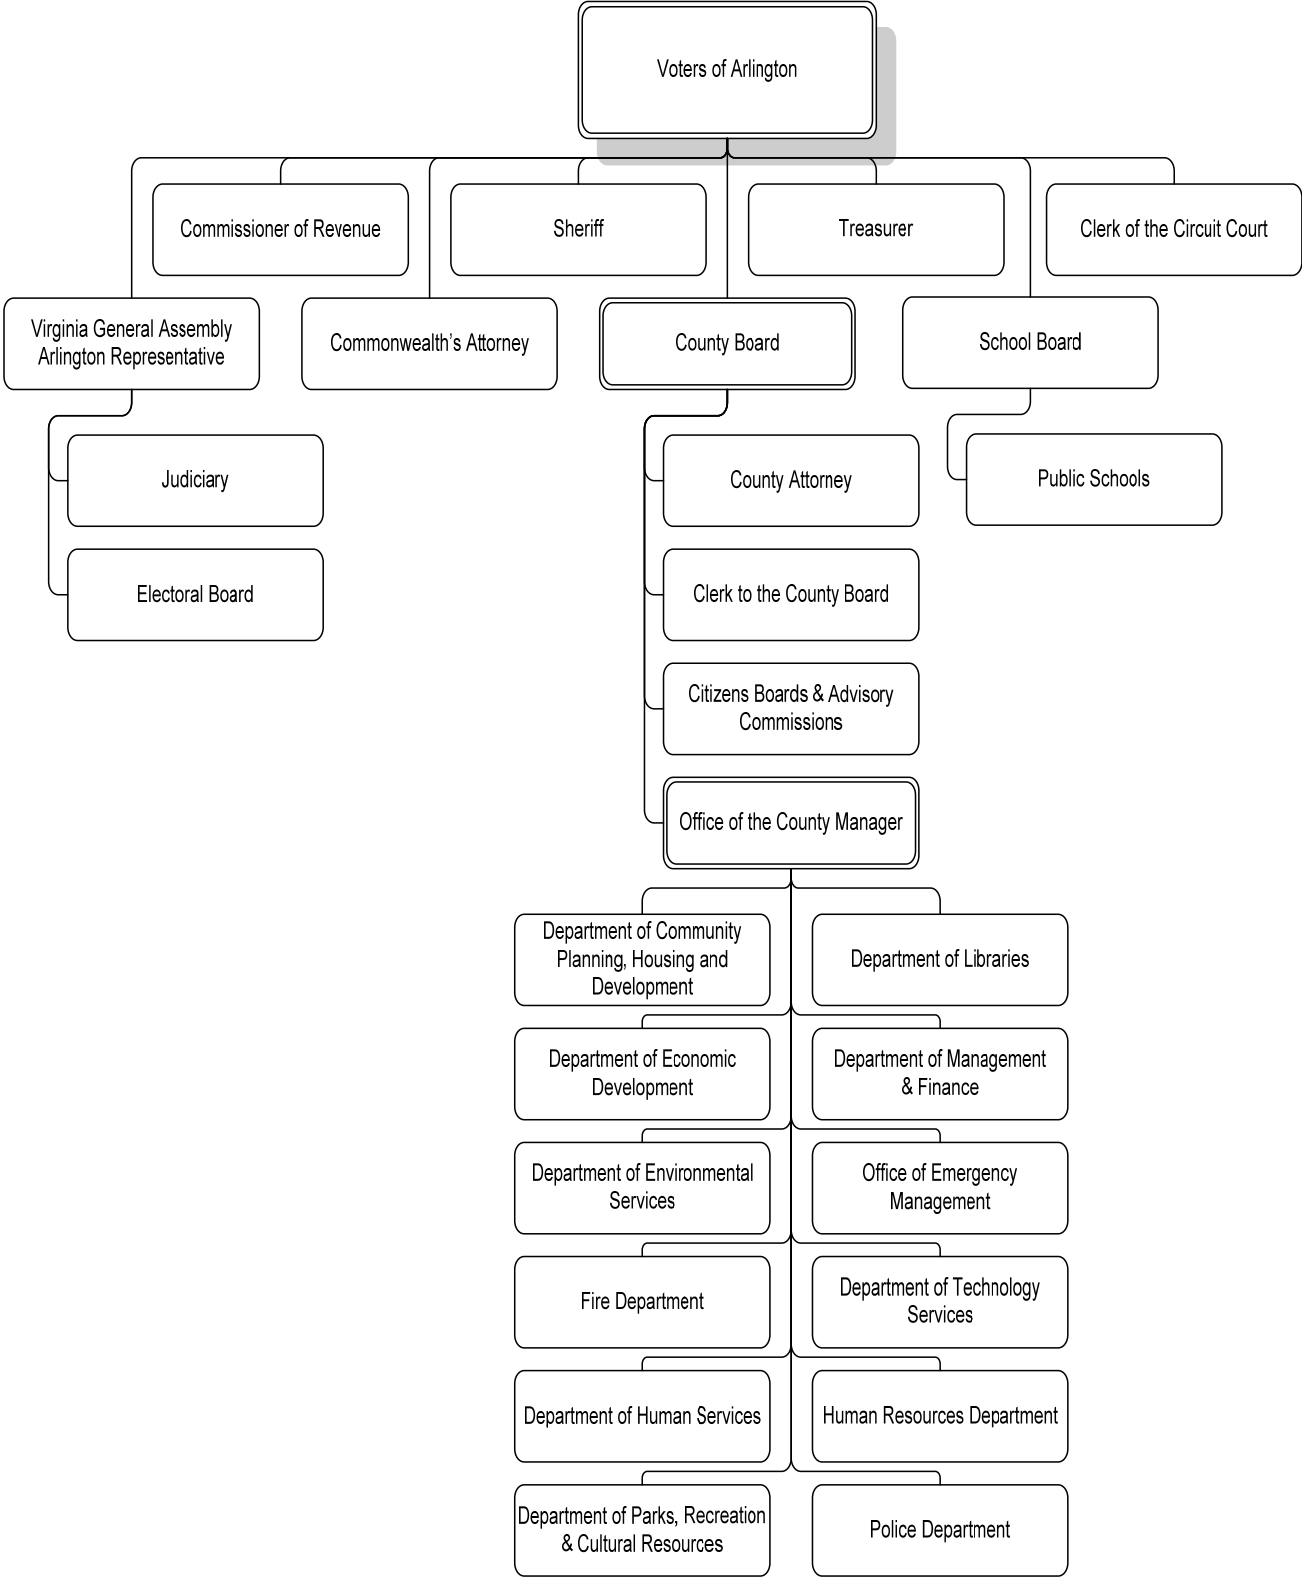 Voters of Arlington
Commissioner of Revenue
Sheriff
Treasurer
Clerk of the Circuit Court
Virginia General Assembly
Arlington Representative
Commonwealth’s Attorney
County Board
School Board
Judiciary
County Attorney
Public Schools
Electoral Board
Clerk to the County Board
Citizens Boards & Advisory
Commissions
Office of the County Manager
Department of Community
Planning, Housing and
Development
Department of Libraries
Department of Economic
Development
Department of Management
& Finance
Department of Environmental
Services
Office of Emergency
Management
Fire Department
Department of Technology
Services
Department of Human Services
Human Resources Department
Department of Parks, Recreation
& Cultural Resources
Police Department